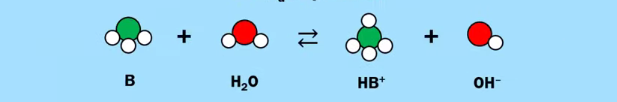 + ⇄ +
B H₂O HB⁺ OH⁻